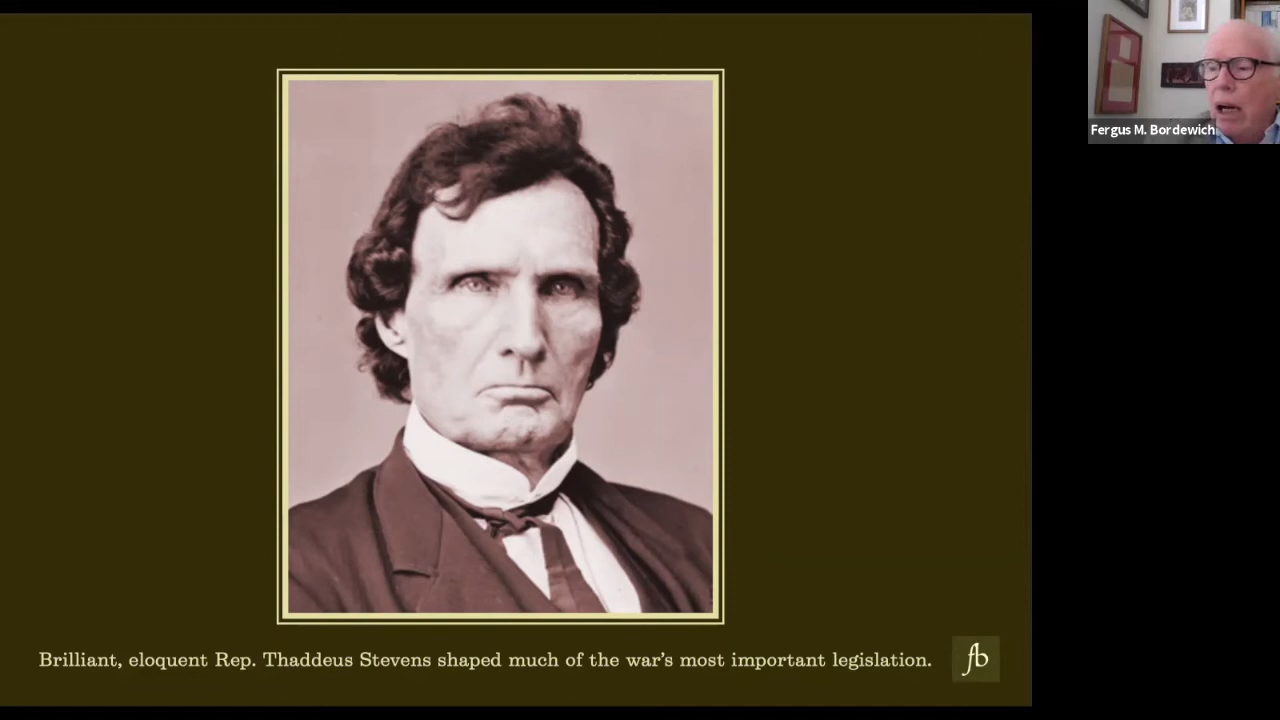 Fergus M. Bordewich
Brilliant, eloquent Rep. Thaddeus Stevens shaped much of the war's most important legislation.
fb